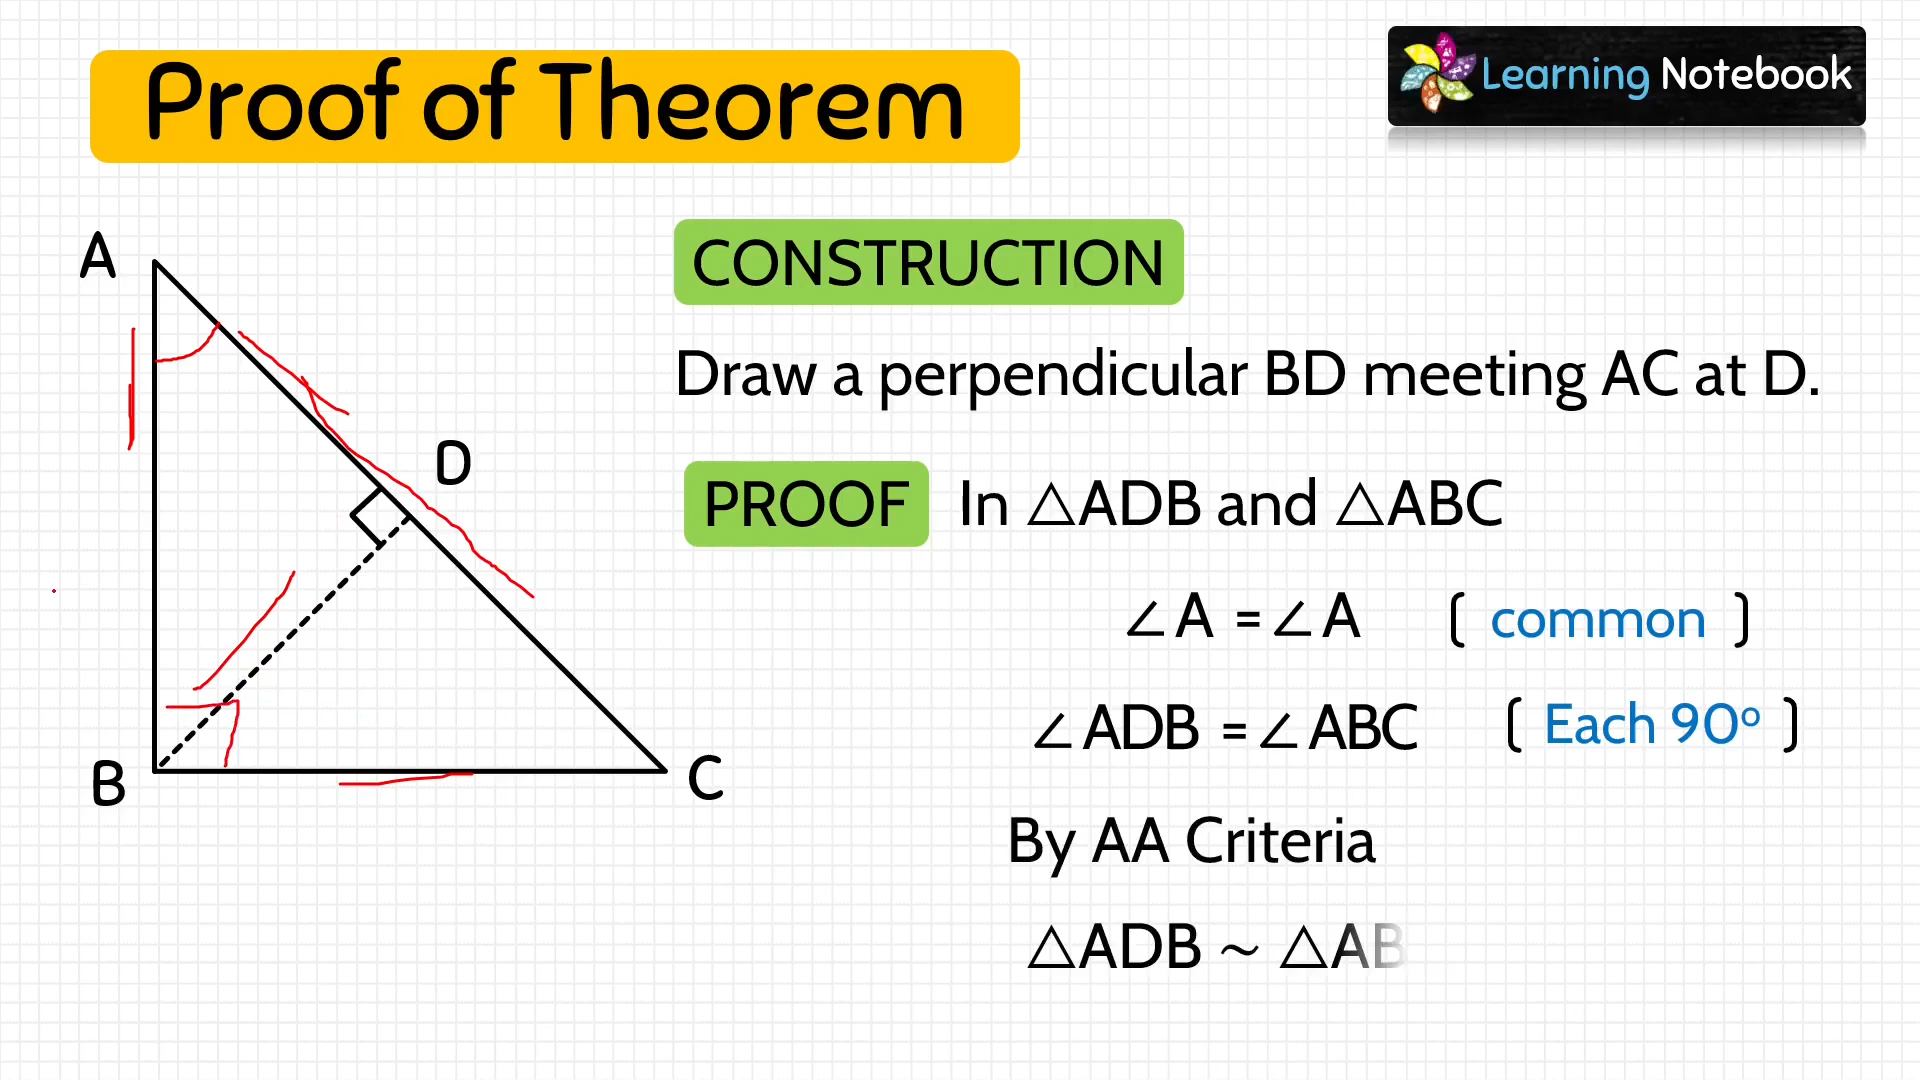 Proof of Theorem
Learning Notebook
A
D
B
C
CONSTRUCTION
Draw a perpendicular BD meeting AC at D.
PROOF In △ADB and △ABC
∠A = ∠A ( common )
∠ADB = ∠ABC ( Each 90° )
By AA Criteria
△ADB ~ △AB